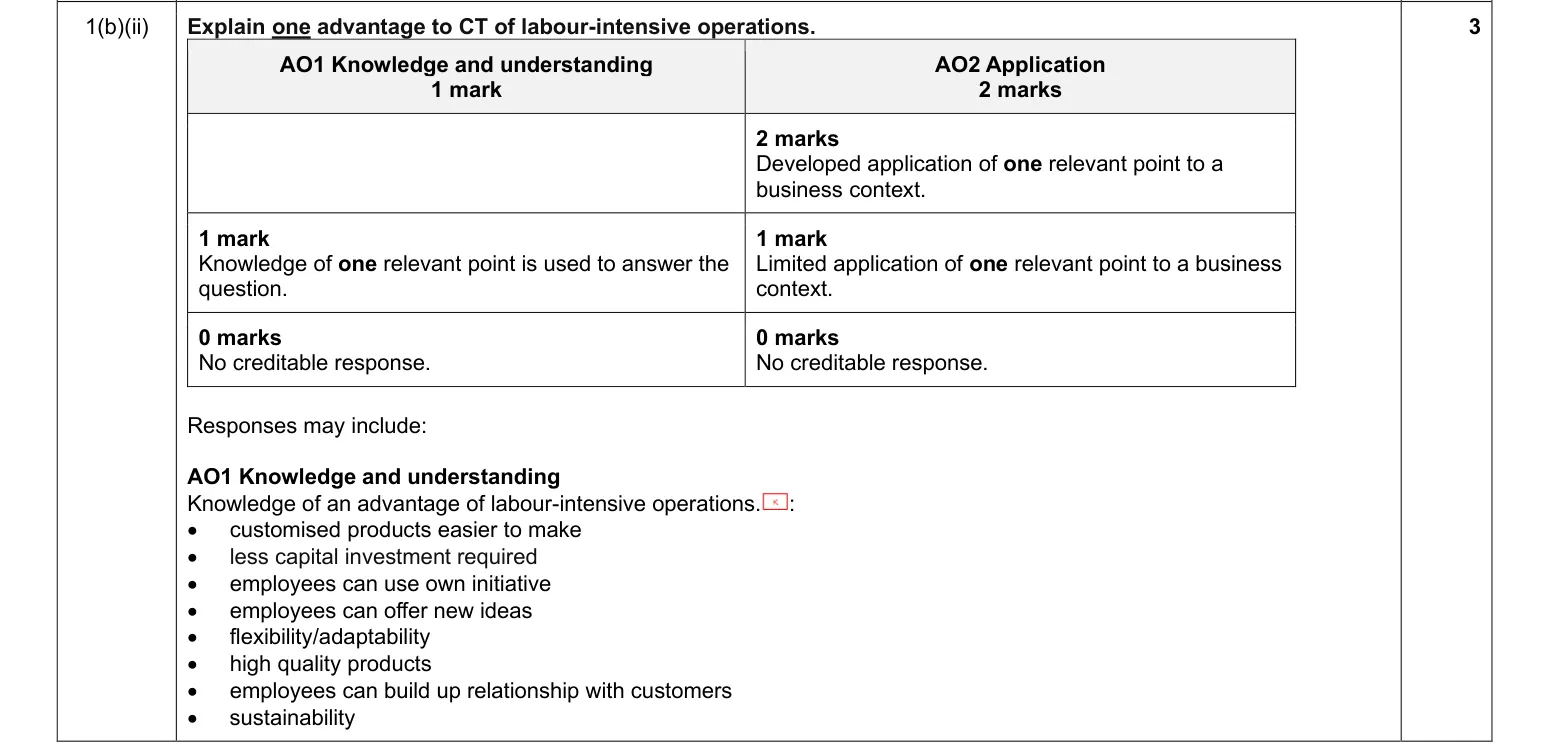 1(b)(ii) Explain one advantage to CT of labour-intensive operations. 3
AO1 Knowledge and understanding
1 mark
AO2 Application
2 marks
2 marks
Developed application of one relevant point to a
business context.
1 mark
Knowledge of one relevant point is used to answer the
question.
1 mark
Limited application of one relevant point to a business
context.
0 marks
No creditable response.
0 marks
No creditable response.
Responses may include:
AO1 Knowledge and understanding
Knowledge of an advantage of labour-intensive operations. K :
• customised products easier to make
• less capital investment required
• employees can use own initiative
• employees can offer new ideas
• flexibility/adaptability
• high quality products
• employees can build up relationship with customers
• sustainability